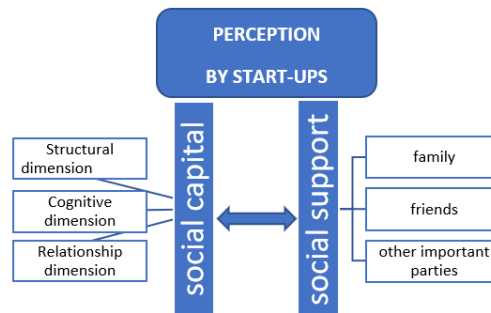 PERCEPTION
BY START-UPS
social capital
social support
Structural
dimension
Cognitive
dimension
Relationship
dimension
family
friends
other important
parties